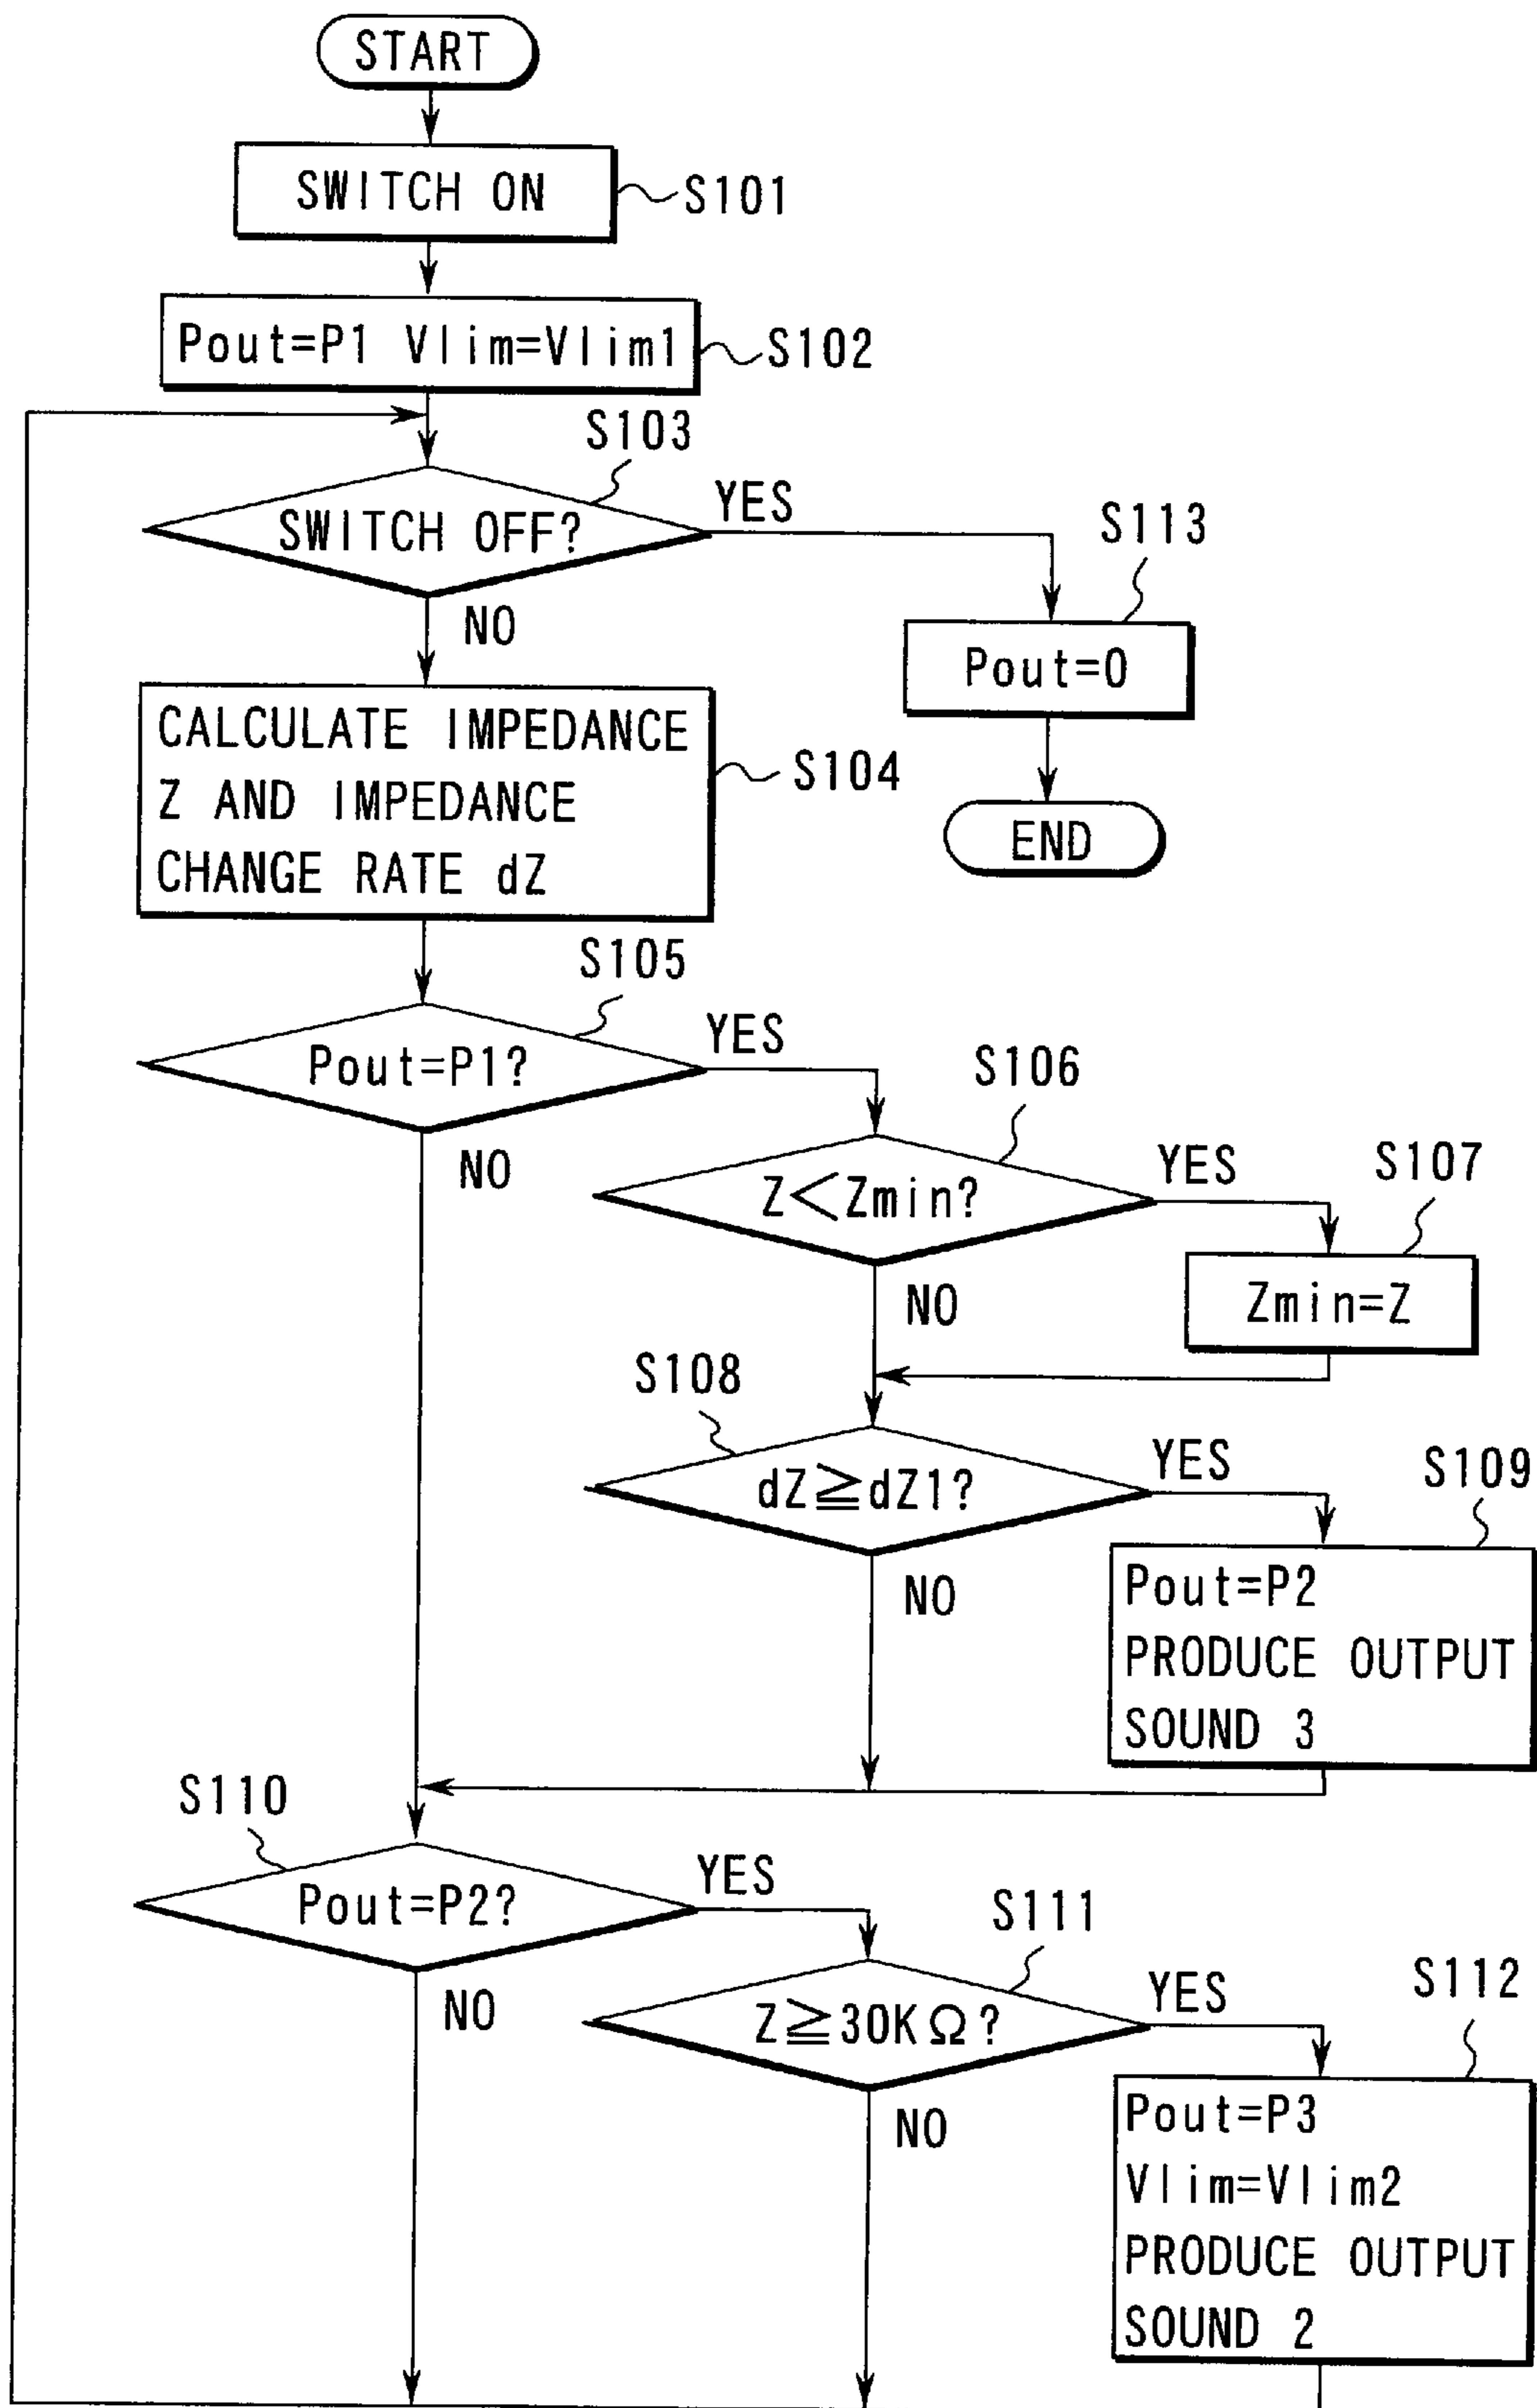 START
SWITCH ON
S101
Pout=P1 Vlim=Vlim1
S102
S103
SWITCH OFF?
YES
NO
S113
Pout=0
END
CALCULATE IMPEDANCE
Z AND IMPEDANCE
CHANGE RATE dZ
S104
S105
Pout=P1?
YES
NO
S106
Z<Zmin?
YES
NO
S107
Zmin=Z
S108
dZ≧dZ1?
YES
NO
S109
Pout=P2
PRODUCE OUTPUT
SOUND 3
S110
Pout=P2?
YES
NO
S111
Z≧30KΩ?
YES
NO
S112
Pout=P3
Vlim=Vlim2
PRODUCE OUTPUT
SOUND 2